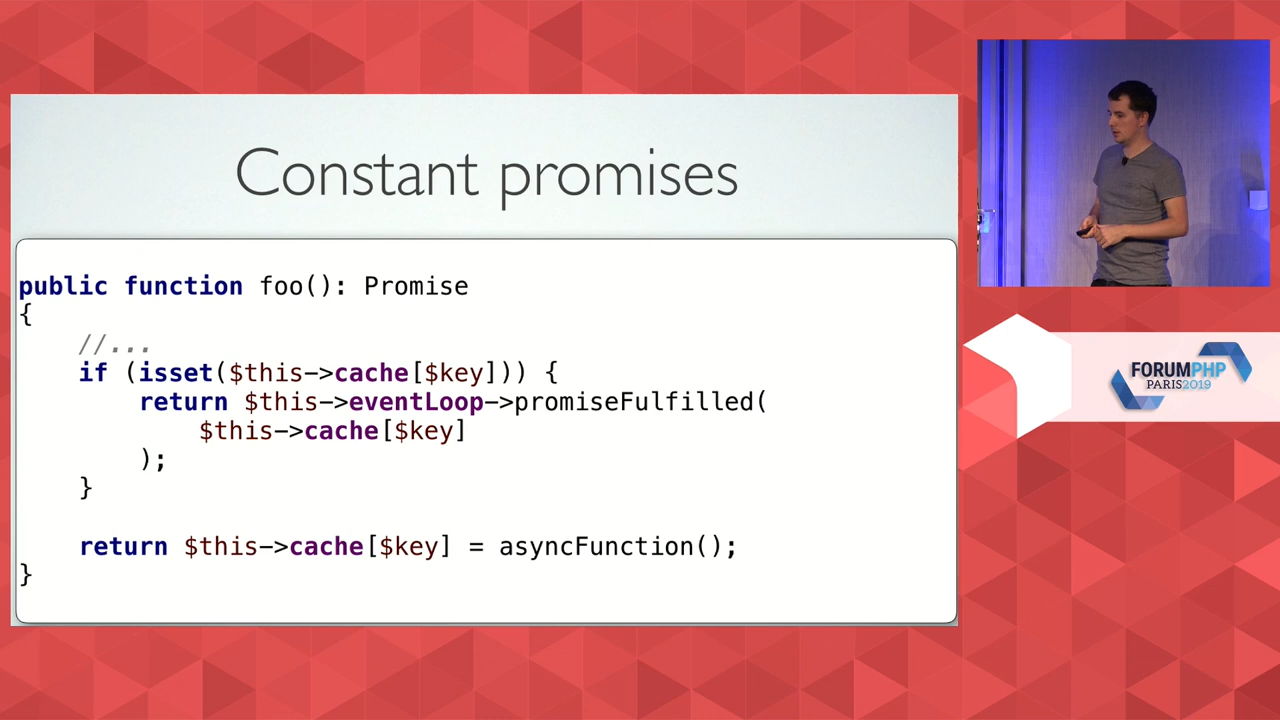 Constant promises
public function foo(): Promise
{
    //...
    if (isset($this->cache[$key])) {
        return $this->eventLoop->promiseFulfilled(
            $this->cache[$key]
        );
    }

    return $this->cache[$key] = asyncFunction();
}
FORUMPHP
PARIS2019